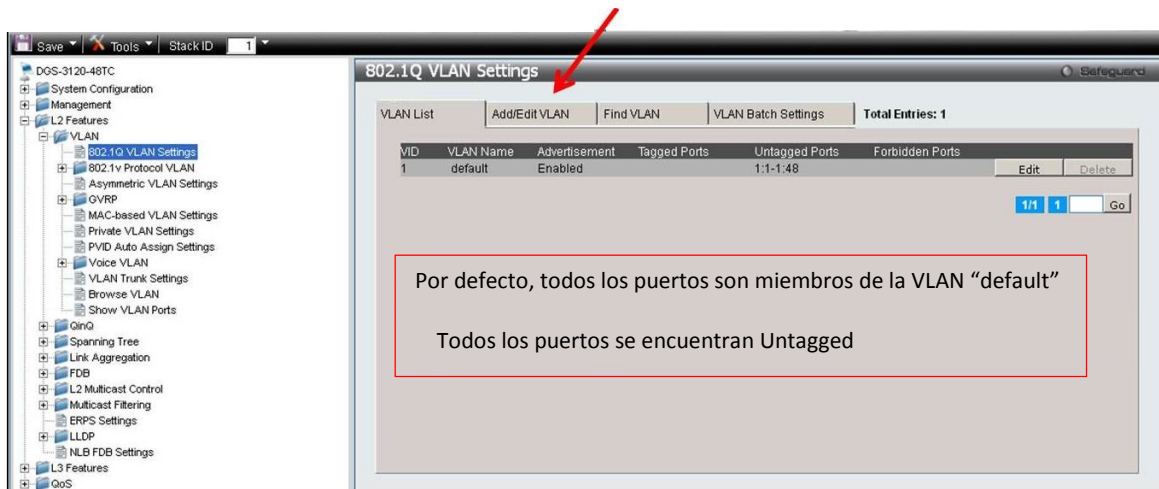 Save Tools Stack ID 1
DGS-3120-48TC
System Configuration
Management
L2 Features
VLAN
802.1Q VLAN Settings
802.1v Protocol VLAN
Asymmetric VLAN Settings
GVRP
MAC-based VLAN Settings
Private VLAN Settings
PVID Auto Assign Settings
Voice VLAN
VLAN Trunk Settings
Browse VLAN
Show VLAN Ports
QinQ
Spanning Tree
Link Aggregation
FDB
L2 Multicast Control
Multicast Filtering
ERPS Settings
LLDP
NLB FDB Settings
L3 Features
QoS
802.1Q VLAN Settings Safeguard
VLAN List Add/Edit VLAN Find VLAN VLAN Batch Settings Total Entries: 1
VID VLAN Name Advertisement Tagged Ports Untagged Ports Forbidden Ports
1 default Enabled 1:1-1:48 Edit Delete
1/1 1 Go
Por defecto, todos los puertos son miembros de la VLAN “default”
Todos los puertos se encuentran Untagged